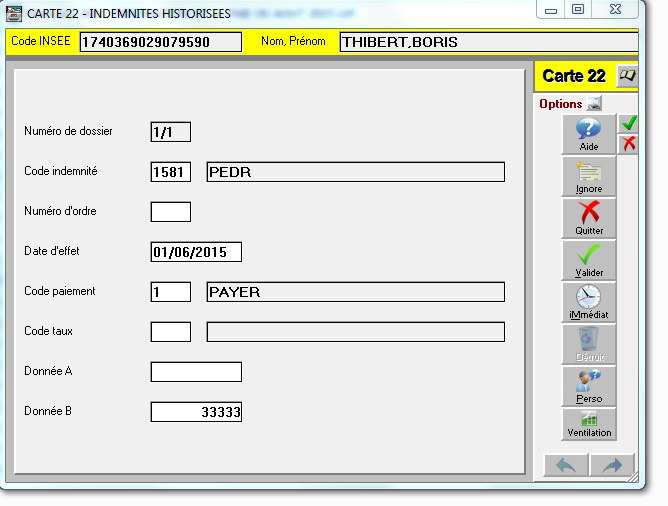 CARTE 22 - INDEMNITES HISTORISEES
Code INSEE 1740369029079590 Nom, Prénom THIBERT,BORIS
Carte 22
Options
Numéro de dossier 1/1
Aide
Code indemnité 1581 PEDR
Ignore
Numéro d'ordre
Quitter
Date d'effet 01/06/2015
Valider
Code paiement 1 PAYER
iMmédiat
Code taux
Détruir
Donnée A
Perso
Donnée B 33333
Ventilation